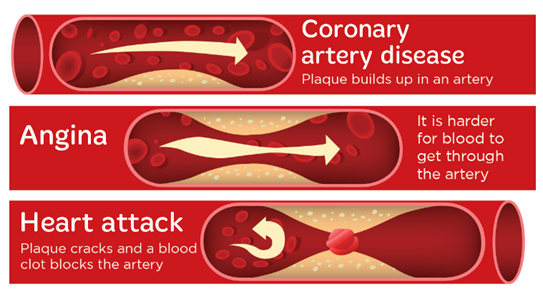 Coronary
artery disease
Plaque builds up in an artery
Angina
It is harder
for blood to
get through
the artery
Heart attack
Plaque cracks and a blood
clot blocks the artery